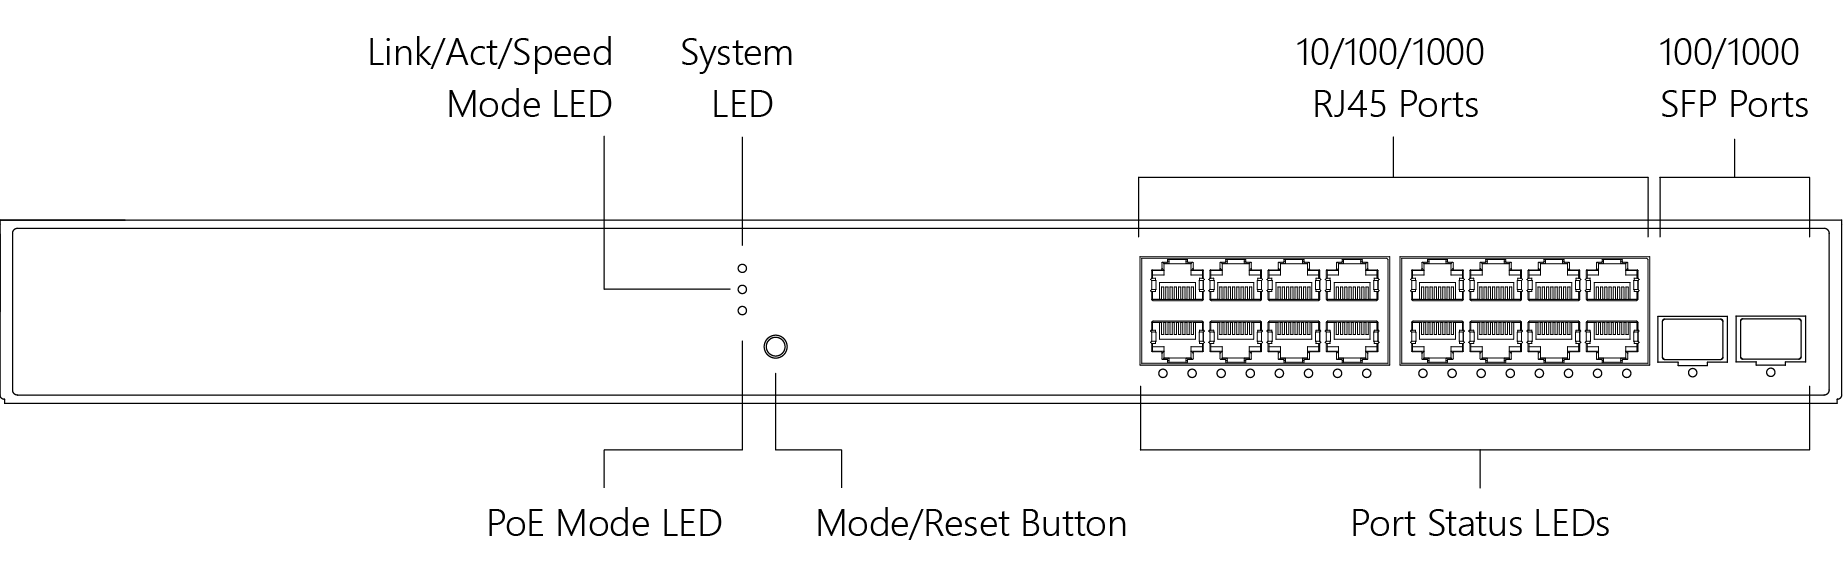 Link/Act/Speed
Mode LED
System
LED
10/100/1000
RJ45 Ports
100/1000
SFP Ports
PoE Mode LED
Mode/Reset Button
Port Status LEDs